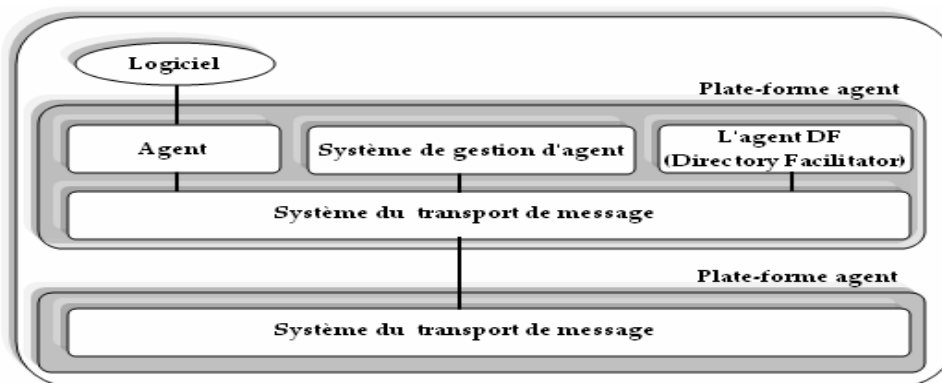 Logiciel
Plate-forme agent
Agent
Système de gestion d'agent
L'agent DF
(Directory Facilitator)
Système du transport de message
Plate-forme agent
Système du transport de message